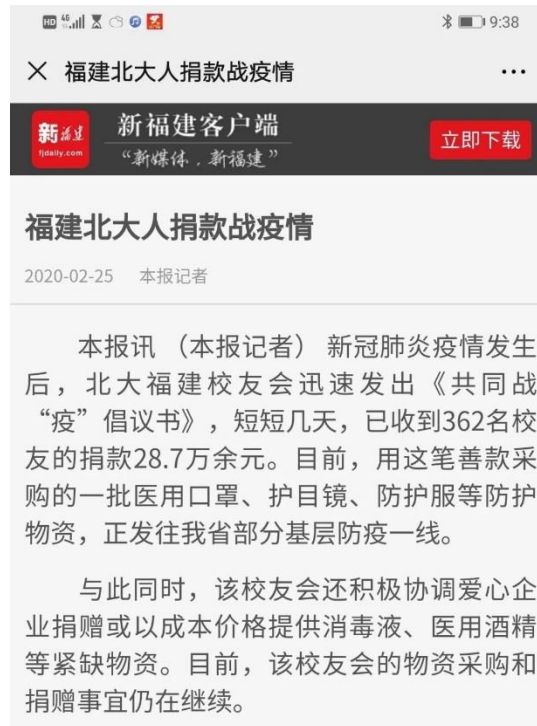 HD 46 9:38
福建北大人捐款战疫情
新福建
fjdaily.com
新福建客户端
“新媒体，新福建”
立即下载
福建北大人捐款战疫情
2020-02-25 本报记者
本报讯 （本报记者） 新冠肺炎疫情发生
后，北大福建校友会迅速发出《共同战
“疫”倡议书》，短短几天，已收到362名校
友的捐款28.7万余元。目前，用这笔善款采
购的一批医用口罩、护目镜、防护服等防护
物资，正发往我省部分基层防疫一线。
与此同时，该校友会还积极协调爱心企
业捐赠或以成本价格提供消毒液、医用酒精
等紧缺物资。目前，该校友会的物资采购和
捐赠事宜仍在继续。